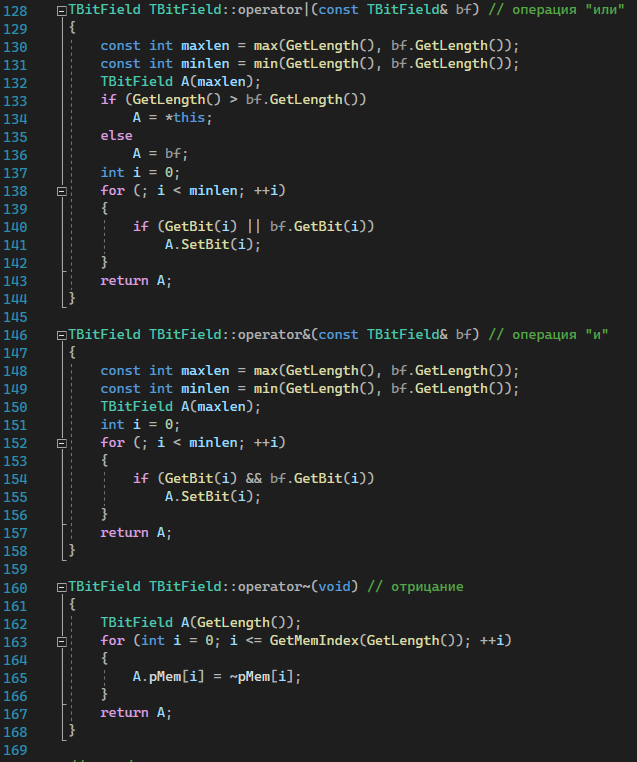 128 TBitField TBitField::operator|(const TBitField& bf) // операция "или"
129 {
130     const int maxlen = max(GetLength(), bf.GetLength());
131     const int minlen = min(GetLength(), bf.GetLength());
132     TBitField A(maxlen);
133     if (GetLength() > bf.GetLength())
134         A = *this;
135     else
136         A = bf;
137     int i = 0;
138     for (; i < minlen; ++i)
139     {
140         if (GetBit(i) || bf.GetBit(i))
141             A.SetBit(i);
142     }
143     return A;
144 }
145
146 TBitField TBitField::operator&(const TBitField& bf) // операция "и"
147 {
148     const int maxlen = max(GetLength(), bf.GetLength());
149     const int minlen = min(GetLength(), bf.GetLength());
150     TBitField A(maxlen);
151     int i = 0;
152     for (; i < minlen; ++i)
153     {
154         if (GetBit(i) && bf.GetBit(i))
155             A.SetBit(i);
156     }
157     return A;
158 }
159
160 TBitField TBitField::operator~(void) // отрицание
161 {
162     TBitField A(GetLength());
163     for (int i = 0; i <= GetMemIndex(GetLength()); ++i)
164     {
165         A.pMem[i] = ~pMem[i];
166     }
167     return A;
168 }
169